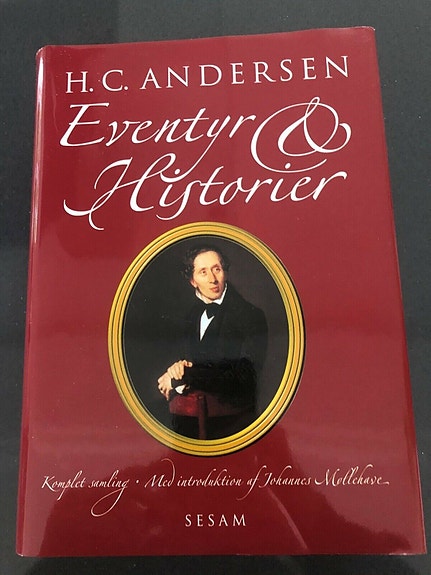 H. C. ANDERSEN
Eventyr &
Historier
Komplet samling • Med introduktion af Johannes Møllehave
SESAM